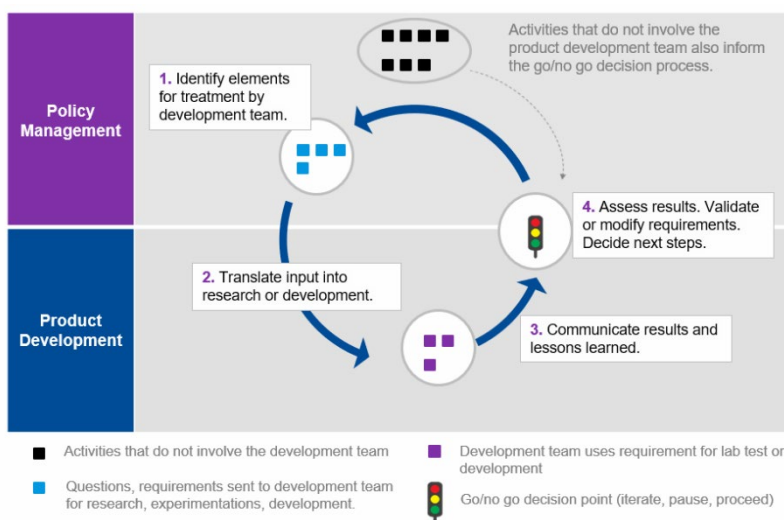 Activities that do not involve the
product development team also inform
the go/no go decision process.
1. Identify elements
for treatment by
development team.
Policy
Management
4. Assess results. Validate
or modify requirements.
Decide next steps.
2. Translate input into
research or development.
Product
Development
3. Communicate results and
lessons learned.
Activities that do not involve the development team
Questions, requirements sent to development team
for research, experimentations, development.
Development team uses requirement for lab test or
development
Go/no go decision point (iterate, pause, proceed)